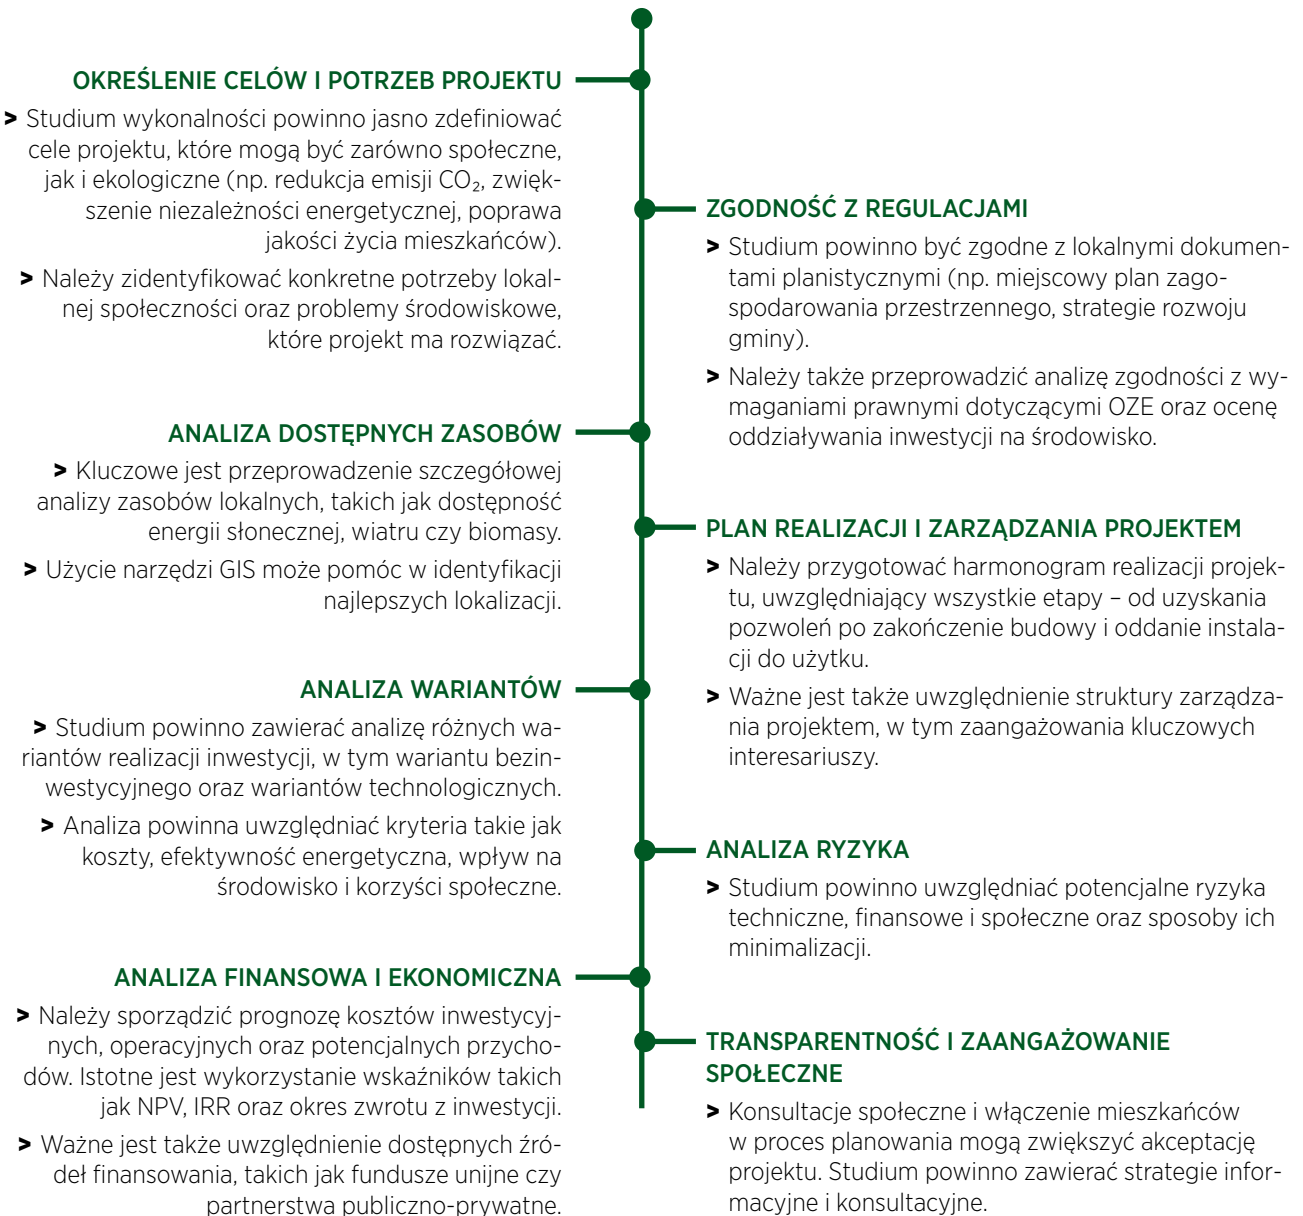 OKREŚLENIE CELÓW I POTRZEB PROJEKTU
> Studium wykonalności powinno jasno zdefiniować
cele projektu, które mogą być zarówno społeczne,
jak i ekologiczne (np. redukcja emisji CO₂, zwięk-
szenie niezależności energetycznej, poprawa
jakości życia mieszkańców).
> Należy zidentyfikować konkretne potrzeby lokal-
nej społeczności oraz problemy środowiskowe,
które projekt ma rozwiązać.
ANALIZA DOSTĘPNYCH ZASOBÓW
> Kluczowe jest przeprowadzenie szczegółowej
analizy zasobów lokalnych, takich jak dostępność
energii słonecznej, wiatru czy biomasy.
> Użycie narzędzi GIS może pomóc w identyfikacji
najlepszych lokalizacji.
ANALIZA WARIANTÓW
> Studium powinno zawierać analizę różnych wa-
riantów realizacji inwestycji, w tym wariantu bezin-
westycyjnego oraz wariantów technologicznych.
> Analiza powinna uwzględniać kryteria takie jak
koszty, efektywność energetyczna, wpływ na
środowisko i korzyści społeczne.
ANALIZA FINANSOWA I EKONOMICZNA
> Należy sporządzić prognozę kosztów inwestycyj-
nych, operacyjnych oraz potencjalnych przycho-
dów. Istotne jest wykorzystanie wskaźników takich
jak NPV, IRR oraz okres zwrotu z inwestycji.
> Ważne jest także uwzględnienie dostępnych źró-
deł finansowania, takich jak fundusze unijne czy
partnerstwa publiczno-prywatne.
ZGODNOŚĆ Z REGULACJAMI
> Studium powinno być zgodne z lokalnymi dokumen-
tami planistycznymi (np. miejscowy plan zago-
spodarowania przestrzennego, strategie rozwoju
gminy).
> Należy także przeprowadzić analizę zgodności z wy-
maganiami prawnymi dotyczącymi OZE oraz ocenę
oddziaływania inwestycji na środowisko.
PLAN REALIZACJI I ZARZĄDZANIA PROJEKTEM
> Należy przygotować harmonogram realizacji projek-
tu, uwzględniający wszystkie etapy – od uzyskania
pozwoleń po zakończenie budowy i oddanie instala-
cji do użytku.
> Ważne jest także uwzględnienie struktury zarządza-
nia projektem, w tym zaangażowania kluczowych
interesariuszy.
ANALIZA RYZYKA
> Studium powinno uwzględniać potencjalne ryzyka
techniczne, finansowe i społeczne oraz sposoby ich
minimalizacji.
TRANSPARENTNOŚĆ I ZAANGAŻOWANIE
SPOŁECZNE
> Konsultacje społeczne i włączenie mieszkańców
w proces planowania mogą zwiększyć akceptację
projektu. Studium powinno zawierać strategie infor-
macyjne i konsultacyjne.